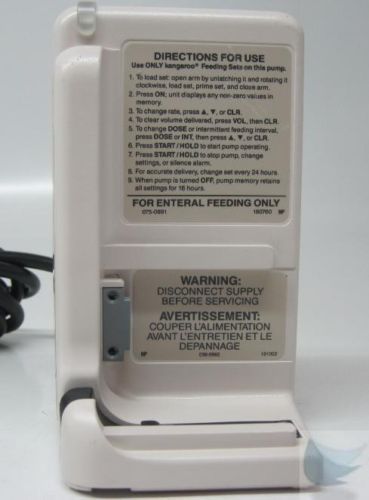 DIRECTIONS FOR USE
Use ONLY kangaroo® Feeding Sets on this pump.
1. To load set: open arm by unlatching it and rotating it
clockwise, load set, prime set, and close arm.
2. Press ON; unit displays any non-zero values in
memory.
3. To change rate, press ▲, ▼, or CLR.
4. To clear volume delivered, press VOL, then CLR.
5. To change DOSE or intermittent feeding interval,
press DOSE or INT, then press ▲, ▼, or CLR.
6. Press START/HOLD to start pump operating.
7. Press START/HOLD to stop pump, change
settings, or silence alarm.
8. For accurate delivery, change set every 24 hours.
9. When pump is turned OFF, pump memory retains
all settings for 16 hours.
FOR ENTERAL FEEDING ONLY
075-0891 180760 NP
WARNING:
DISCONNECT SUPPLY
BEFORE SERVICING
AVERTISSEMENT:
COUPER L'ALIMENTATION
AVANT L'ENTRETIEN ET LE
DEPANNAGE
NP